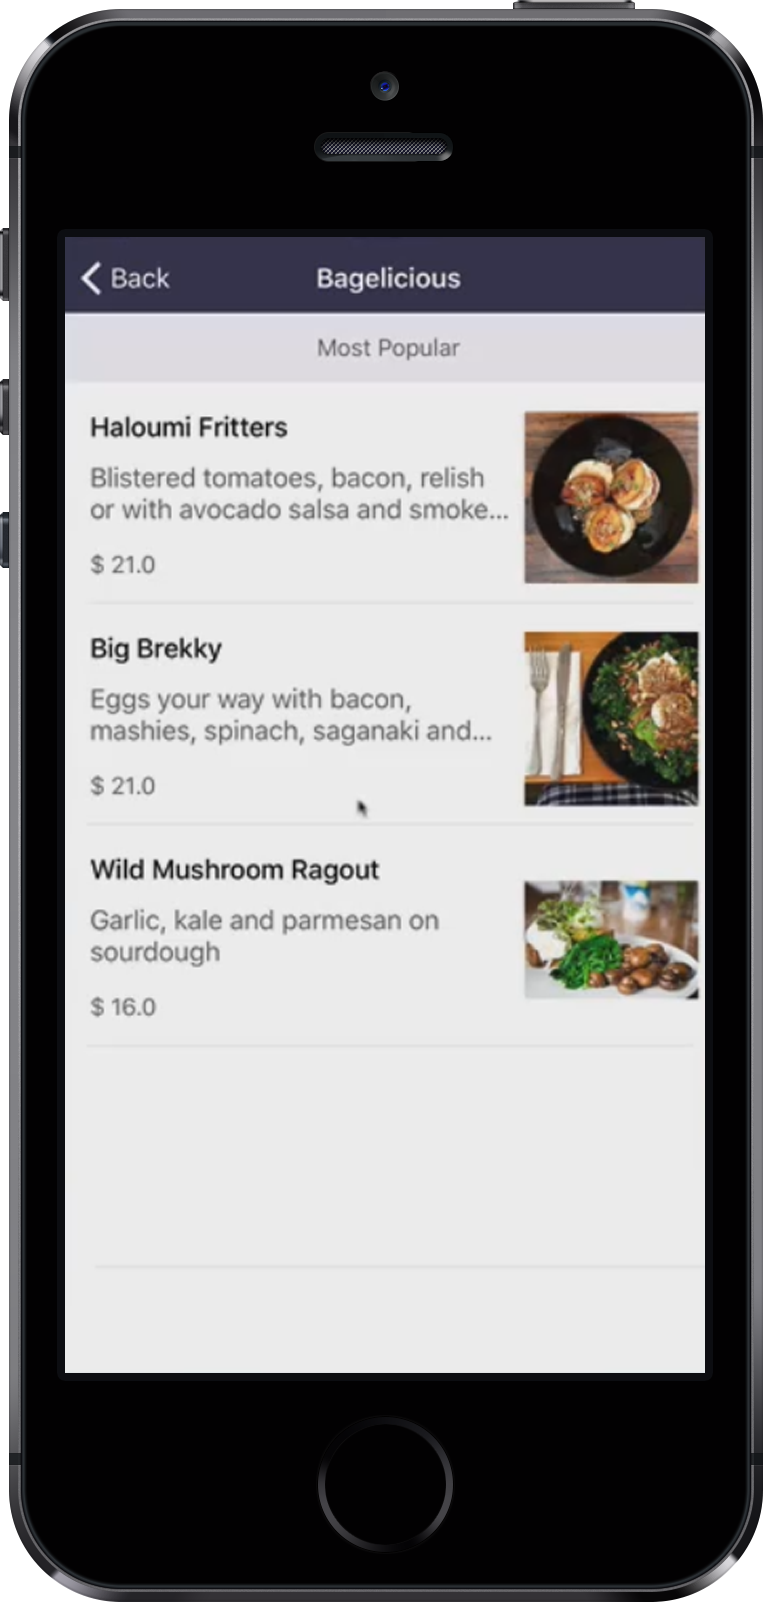 Back
Bagelicious
Most Popular
Haloumi Fritters
Blistered tomatoes, bacon, relish
or with avocado salsa and smoke...
$ 21.0
Big Brekky
Eggs your way with bacon,
mashies, spinach, saganaki and...
$ 21.0
Wild Mushroom Ragout
Garlic, kale and parmesan on
sourdough
$ 16.0